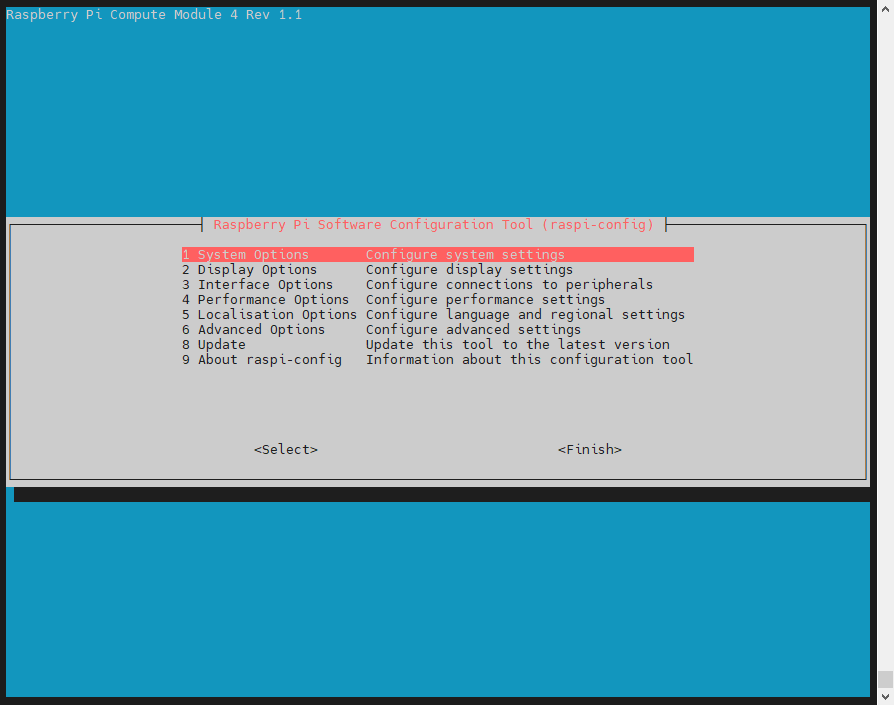 Raspberry Pi Compute Module 4 Rev 1.1
Raspberry Pi Software Configuration Tool (raspi-config)
1 System Options Configure system settings
2 Display Options Configure display settings
3 Interface Options Configure connections to peripherals
4 Performance Options Configure performance settings
5 Localisation Options Configure language and regional settings
6 Advanced Options Configure advanced settings
8 Update Update this tool to the latest version
9 About raspi-config Information about this configuration tool
<Select> <Finish>